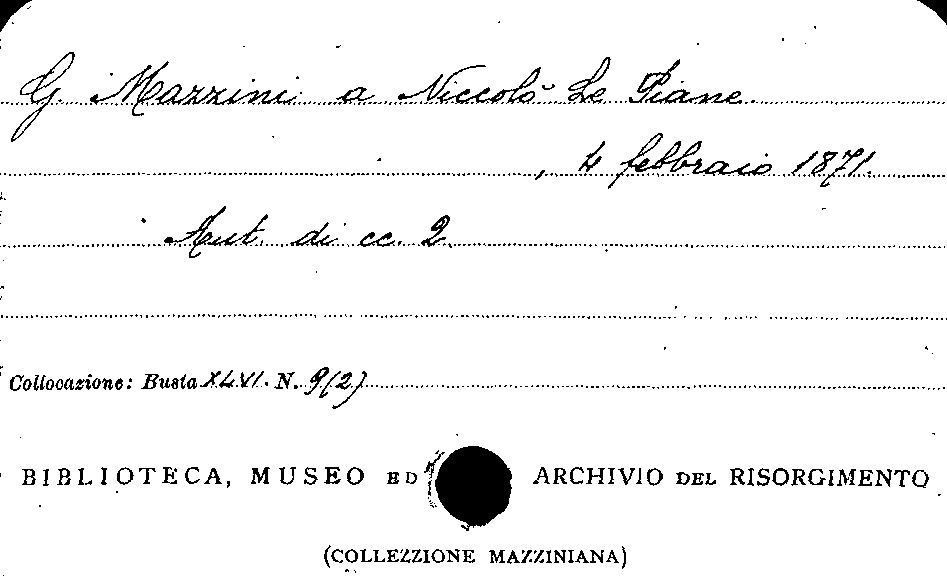 G. Mazzini a Niccolò Le Piane.
, 4 febbraio 1871.
Aut. di cc. 2
Collocazione: Busta XLVI. N. 9(2)
BIBLIOTECA, MUSEO ED ARCHIVIO DEL RISORGIMENTO
(COLLEZZIONE MAZZINIANA)